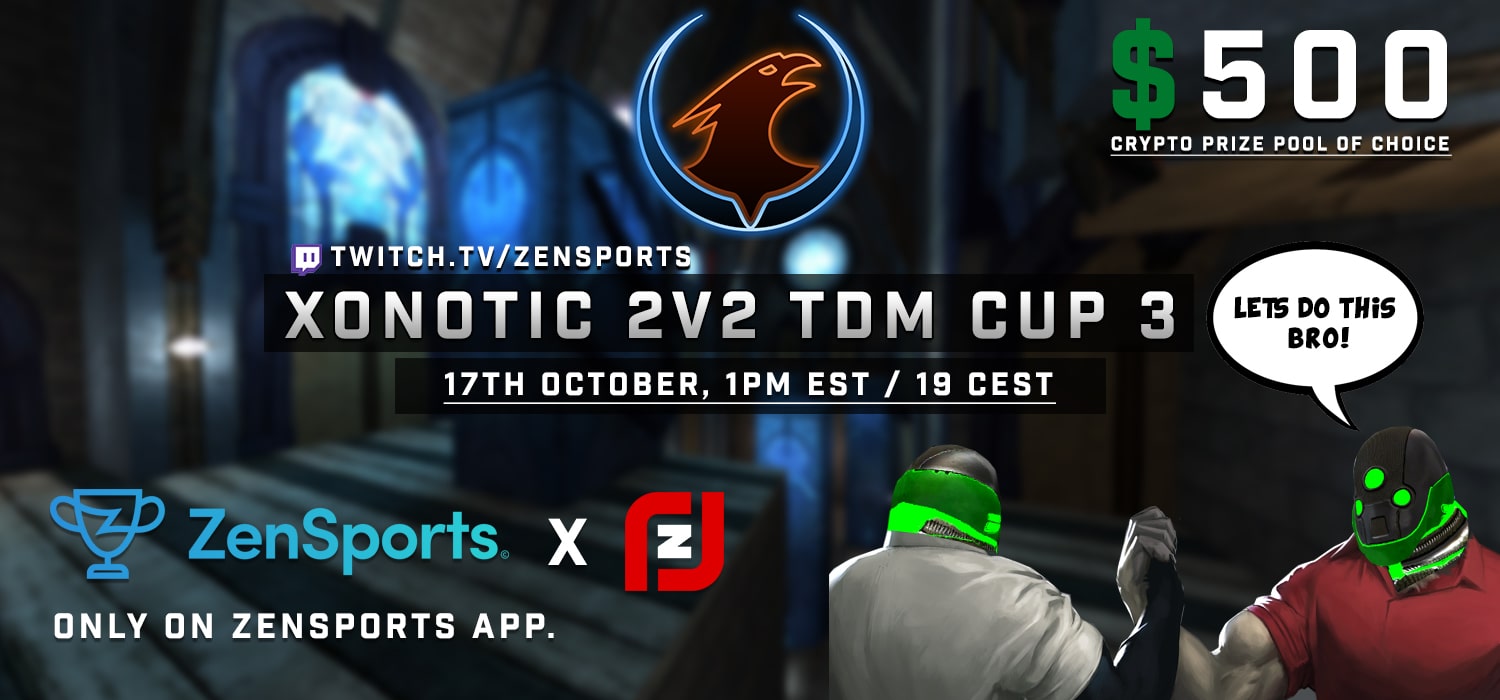 $500
CRYPTO PRIZE POOL OF CHOICE
TWITCH.TV/ZENSPORTS
XONOTIC 2V2 TDM CUP 3
17TH OCTOBER, 1PM EST / 19 CEST
LETS DO THIS
BRO!
ZenSports©
X
Z
ONLY ON ZENSPORTS APP.